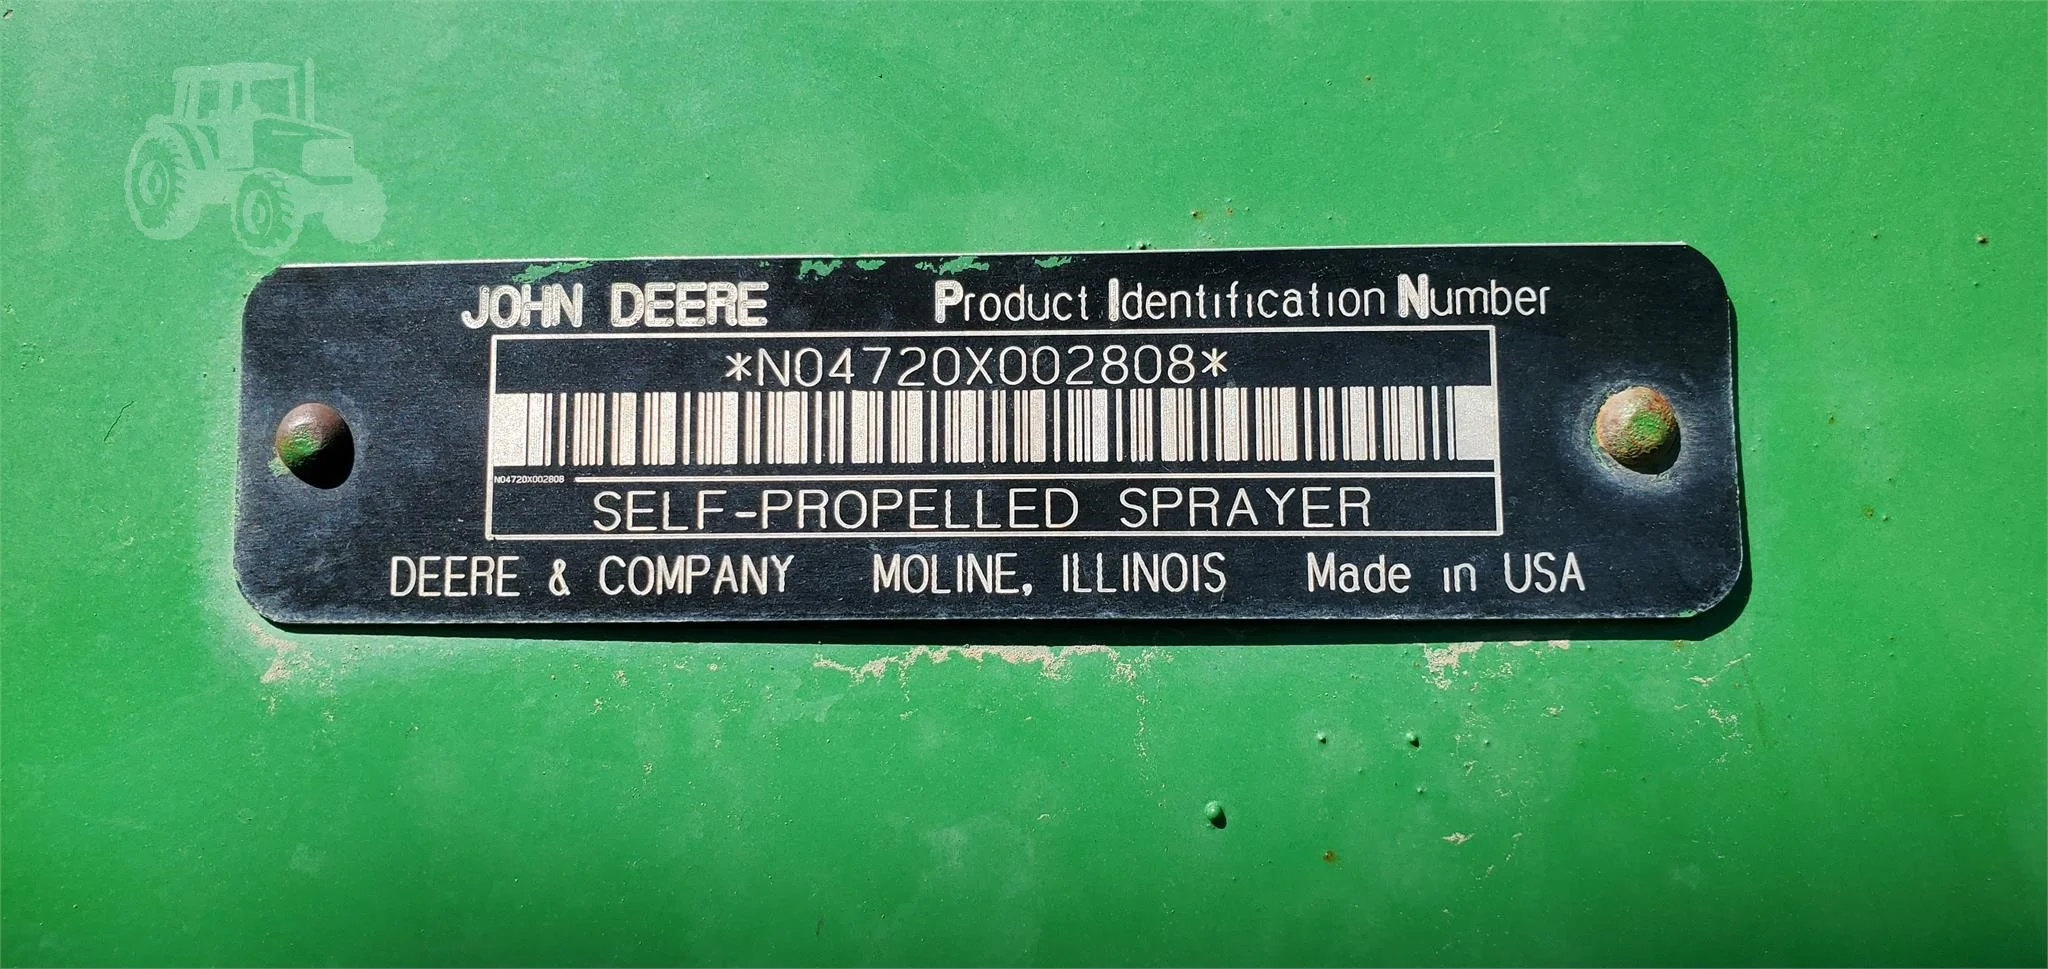 JOHN DEERE Product Identification Number
*N04720X002808*
N04720X002808
SELF-PROPELLED SPRAYER
DEERE & COMPANY MOLINE, ILLINOIS Made in USA